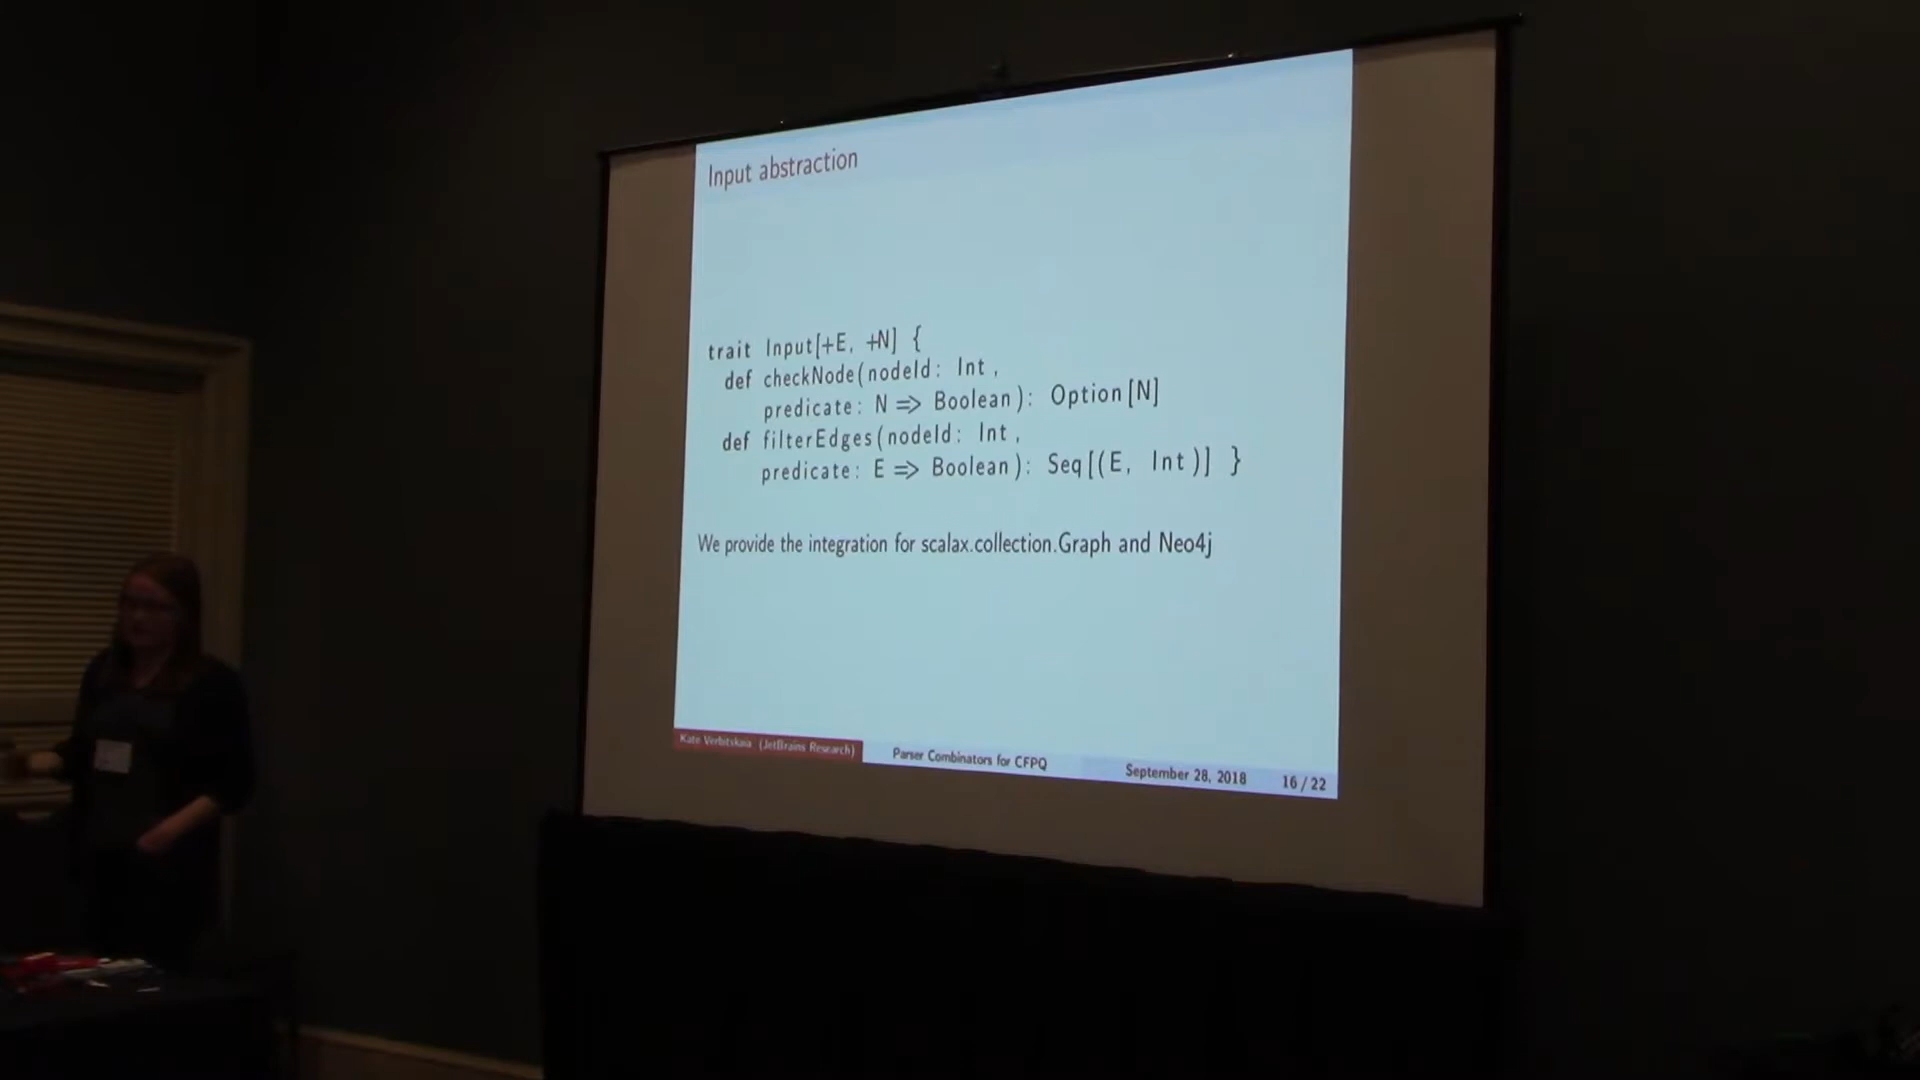 Input abstraction
trait Input[+E, +N] {
def checkNode(nodeId: Int,
predicate: N => Boolean): Option[N]
def filterEdges(nodeId: Int,
predicate: E => Boolean): Seq[(E, Int)] }
We provide the integration for scalax.collection.Graph and Neo4j
Kate Verbitskaia (JetBrains Research)
Parser Combinators for CFPQ
September 28, 2018
16 / 22